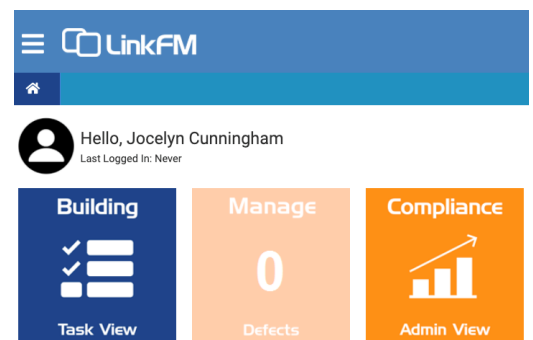 LinkFM
Hello, Jocelyn Cunningham
Last Logged In: Never
Building
Manage
Compliance
0
Task View
Defects
Admin View